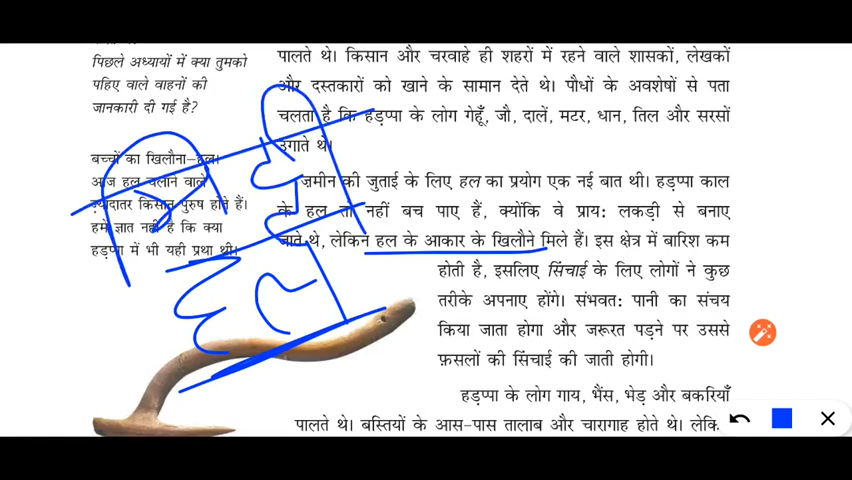 पिछले अध्यायों में क्या तुमको
पहिए वाले वाहनों की
जानकारी दी गई है?
बच्चों का खिलौना–हल।
आज हल चलाने वाले
ज़्यादातर किसान पुरुष होते हैं।
हमें ज्ञात नहीं है कि क्या
हड़प्पा में भी यही प्रथा थी।
पालते थे। किसान और चरवाहे ही शहरों में रहने वाले शासकों, लेखकों
और दस्तकारों को खाने के सामान देते थे। पौधों के अवशेषों से पता
चलता है कि हड़प्पा के लोग गेहूँ, जौ, दालें, मटर, धान, तिल और सरसों
उगाते थे।
ज़मीन की जुताई के लिए हल का प्रयोग एक नई बात थी। हड़प्पा काल
के हल तो नहीं बच पाए हैं, क्योंकि वे प्राय: लकड़ी से बनाए
जाते थे, लेकिन हल के आकार के खिलौने मिले हैं। इस क्षेत्र में बारिश कम
होती है, इसलिए सिंचाई के लिए लोगों ने कुछ
तरीके अपनाए होंगे। संभवत: पानी का संचय
किया जाता होगा और जरूरत पड़ने पर उससे
फ़सलों की सिंचाई की जाती होगी।
हड़प्पा के लोग गाय, भैंस, भेड़ और बकरियाँ
पालते थे। बस्तियों के आस-पास तालाब और चारागाह होते थे।
हल